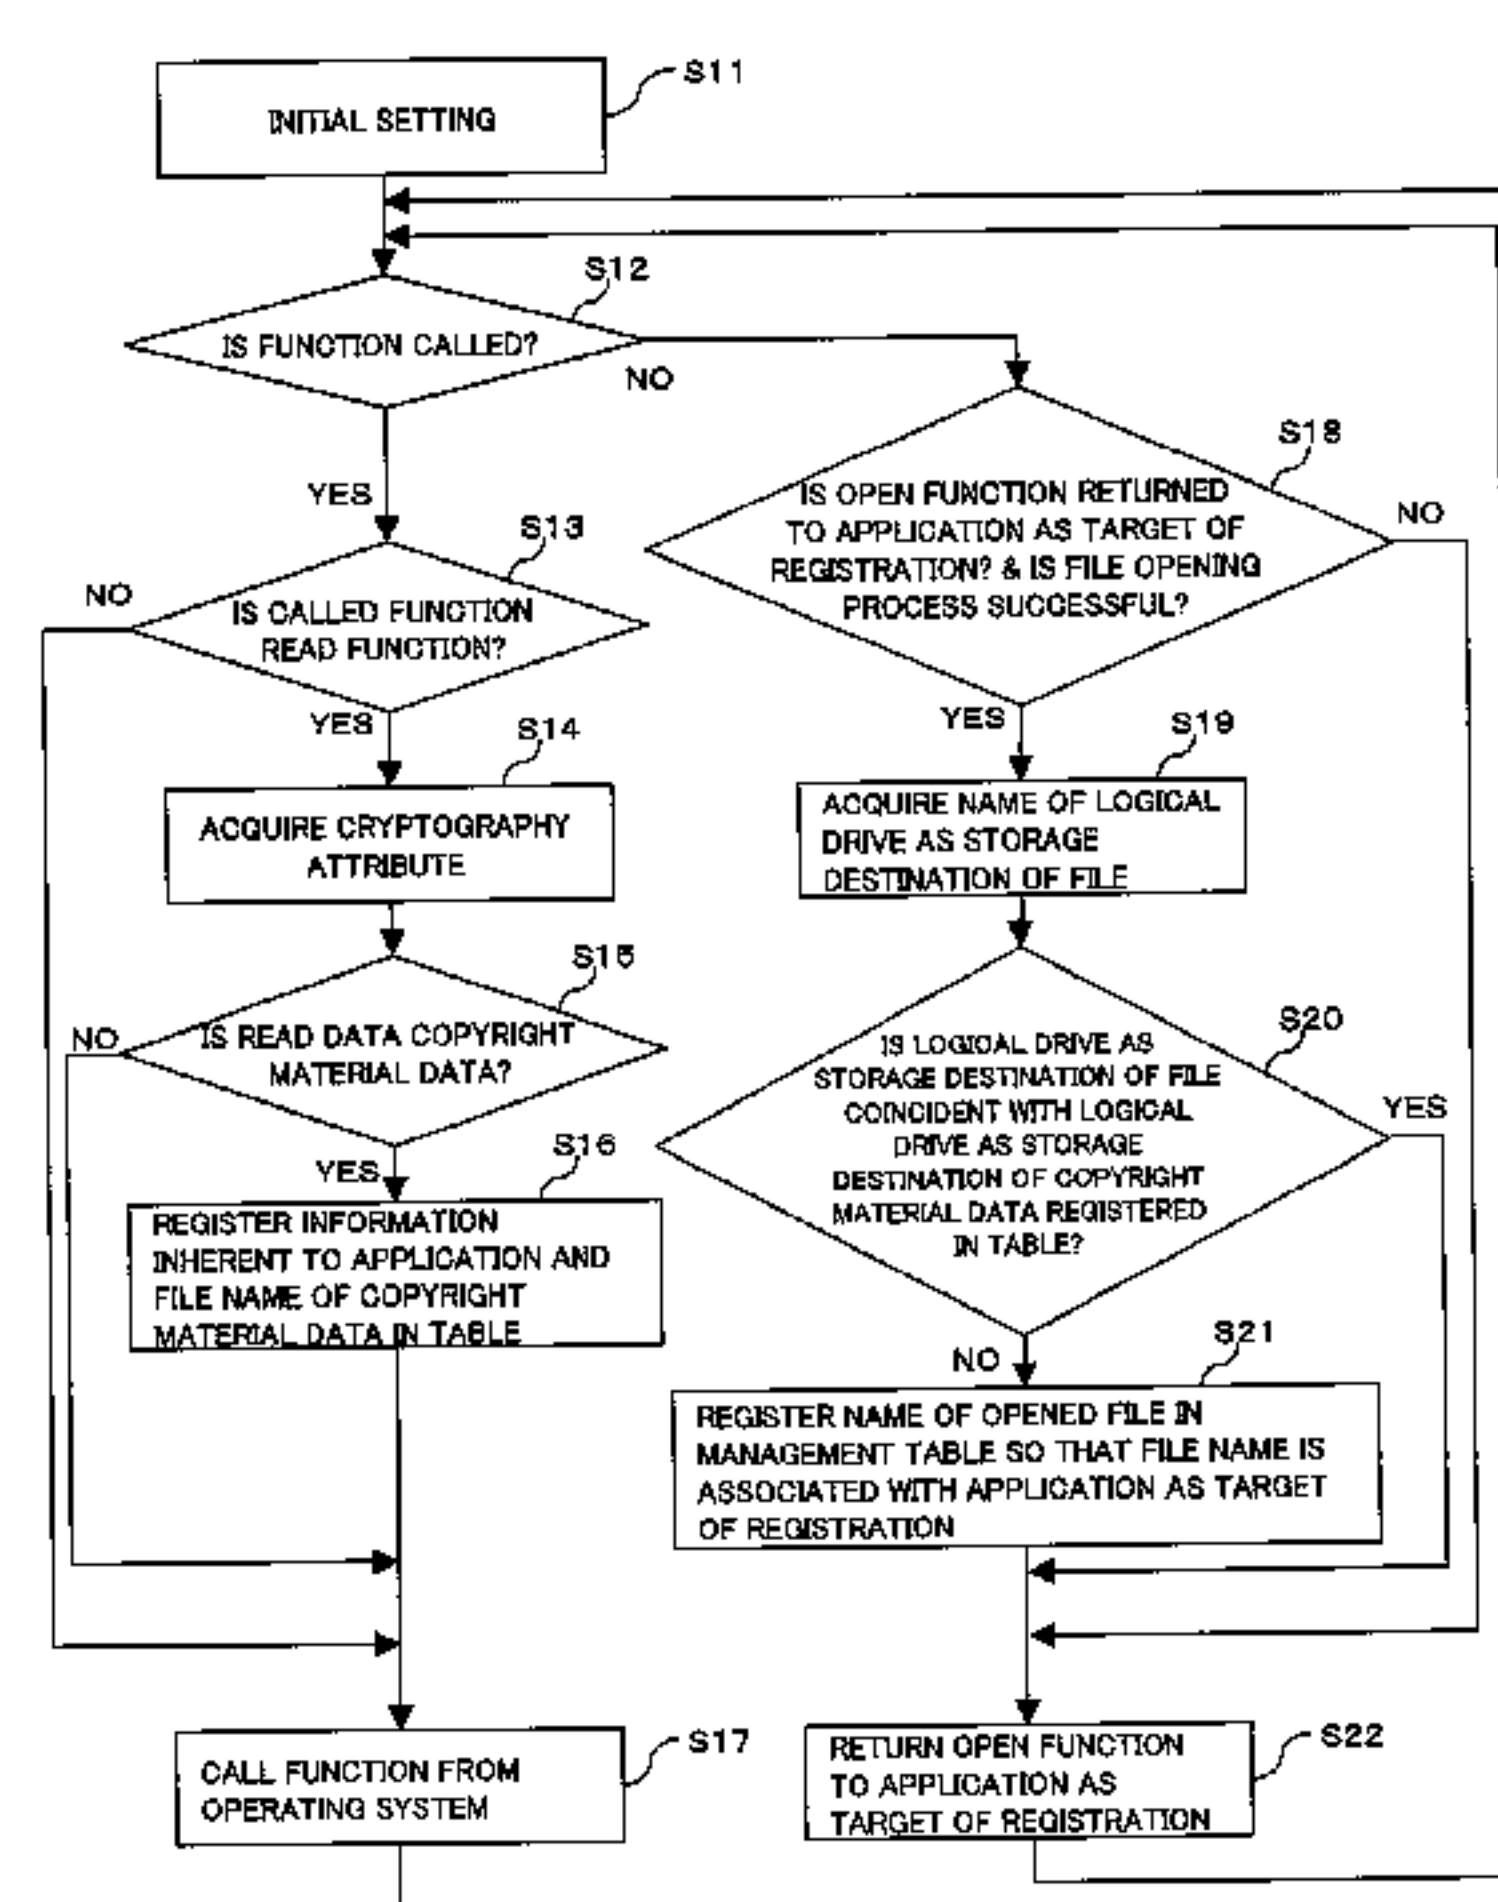 S11
INITIAL SETTING
S12
IS FUNCTION CALLED?
NO
YES
S13
NO
IS CALLED FUNCTION
READ FUNCTION?
YES
S14
ACQUIRE CRYPTOGRAPHY
ATTRIBUTE
S15
NO
IS READ DATA COPYRIGHT
MATERIAL DATA?
YES
S16
REGISTER INFORMATION
INHERENT TO APPLICATION AND
FILE NAME OF COPYRIGHT
MATERIAL DATA IN TABLE
S17
CALL FUNCTION FROM
OPERATING SYSTEM
S18
NO
IS OPEN FUNCTION RETURNED
TO APPLICATION AS TARGET OF
REGISTRATION? & IS FILE OPENING
PROCESS SUCCESSFUL?
YES
S19
ACQUIRE NAME OF LOGICAL
DRIVE AS STORAGE
DESTINATION OF FILE
S20
YES
IS LOGICAL DRIVE AS
STORAGE DESTINATION OF FILE
COINCIDENT WITH LOGICAL
DRIVE AS STORAGE
DESTINATION OF COPYRIGHT
MATERIAL DATA REGISTERED
IN TABLE?
NO
S21
REGISTER NAME OF OPENED FILE IN
MANAGEMENT TABLE SO THAT FILE NAME IS
ASSOCIATED WITH APPLICATION AS TARGET
OF REGISTRATION
S22
RETURN OPEN FUNCTION
TO APPLICATION AS
TARGET OF REGISTRATION